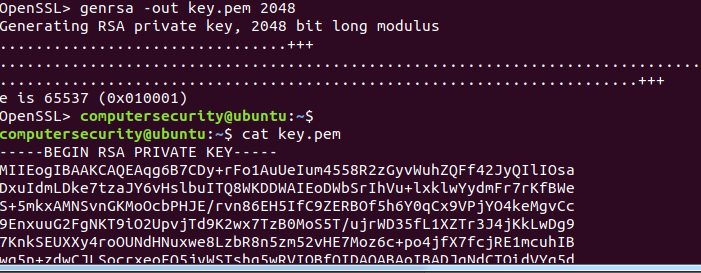 OpenSSL> genrsa -out key.pem 2048
Generating RSA private key, 2048 bit long modulus
................................+++
.....................................................................................
.............................................................................+++
e is 65537 (0x010001)
OpenSSL> computersecurity@ubuntu:~$
computersecurity@ubuntu:~$ cat key.pem
-----BEGIN RSA PRIVATE KEY-----
MIIEogIBAAKCAQEAqg6B7CDy+rFo1AuUeIum4558R2zGyvWuhZQFf42JyQIlIOsa
DxuIdmLDke7tzaJY6vHslbuITQ8WKDDWAIEoDWbSrIhVu+lxklwYydmFr7rKfBWe
S+5mkxAMNSvnGKMoOcbPHJE/rvn86EH5IfC9ZERBOf5h6Y0qCx9VPjYO4keMgvCc
9EnxuuG2FgNKT9iO2UpvjTd9K2wx7TzB0MoS5T/ujrWD35fL1XZTr3J4jKkLwDg9
7KnkSEUXXy4roOUNdHNuxwe8LzbR8n5zm52vHE7Moz6c+po4jfX7fcjRE1mcuhIB